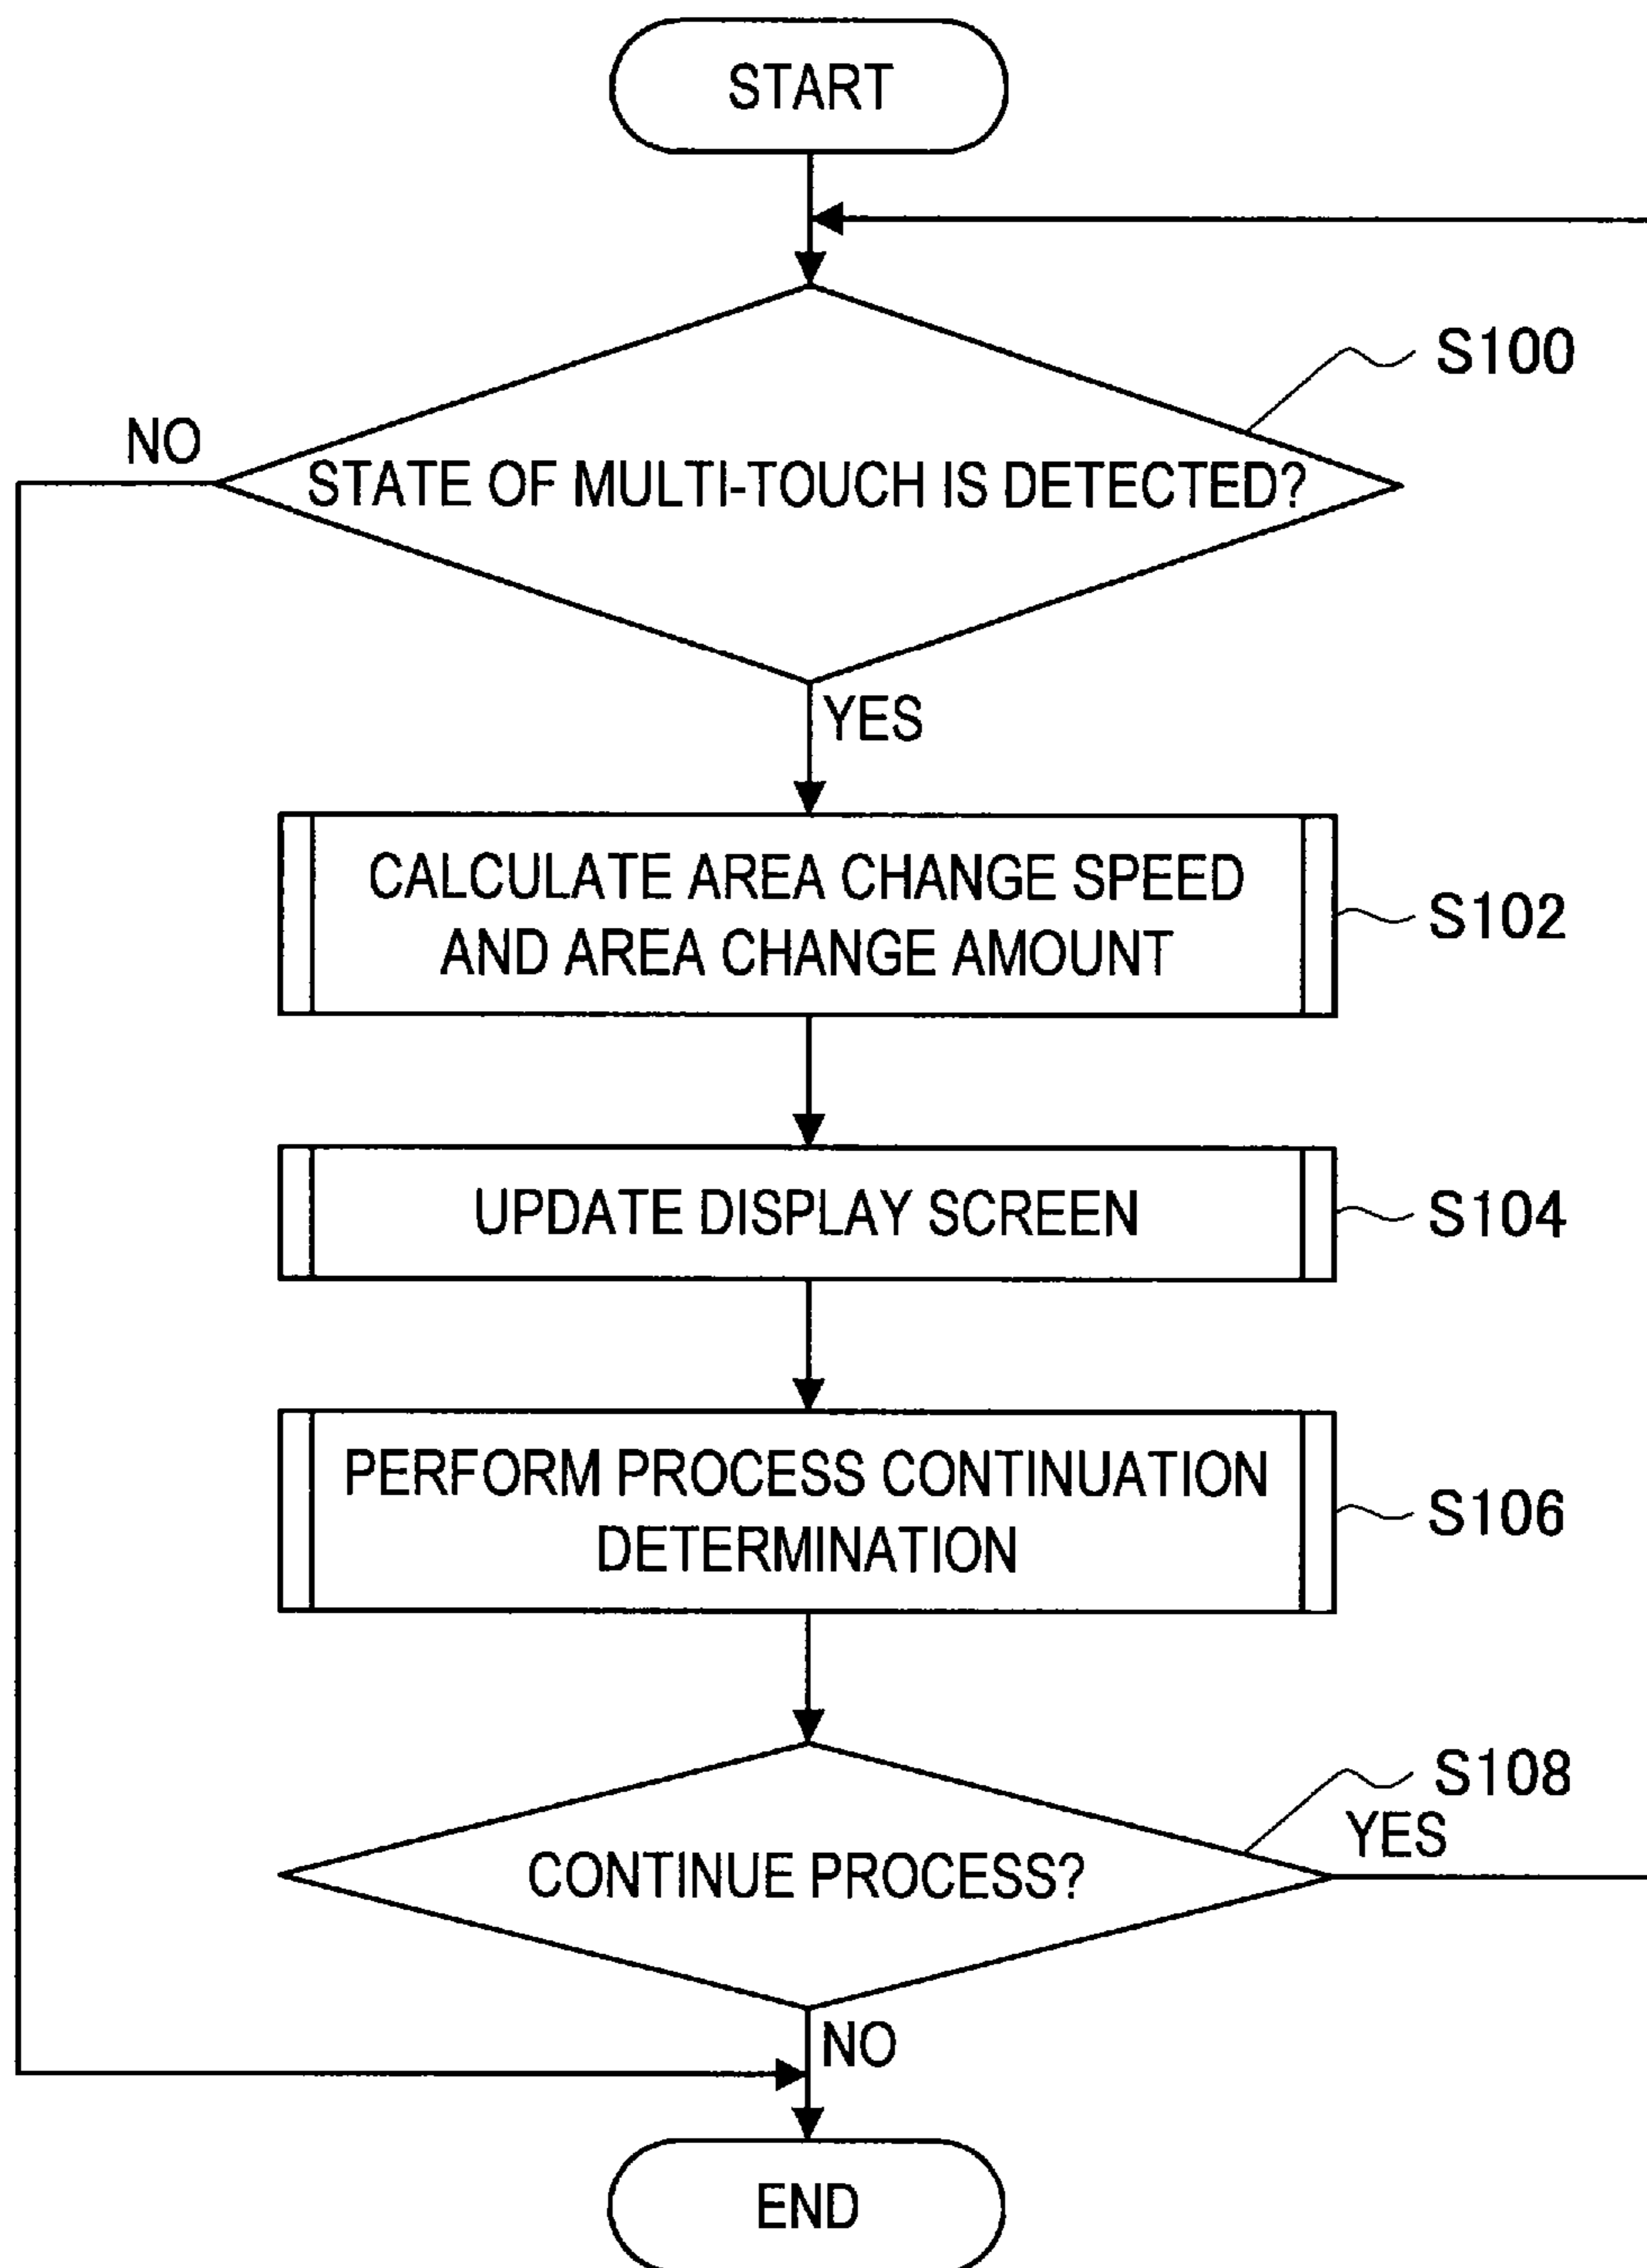 START
S100
NO
STATE OF MULTI-TOUCH IS DETECTED?
YES
CALCULATE AREA CHANGE SPEED
AND AREA CHANGE AMOUNT
S102
UPDATE DISPLAY SCREEN
S104
PERFORM PROCESS CONTINUATION
DETERMINATION
S106
S108
YES
CONTINUE PROCESS?
NO
END